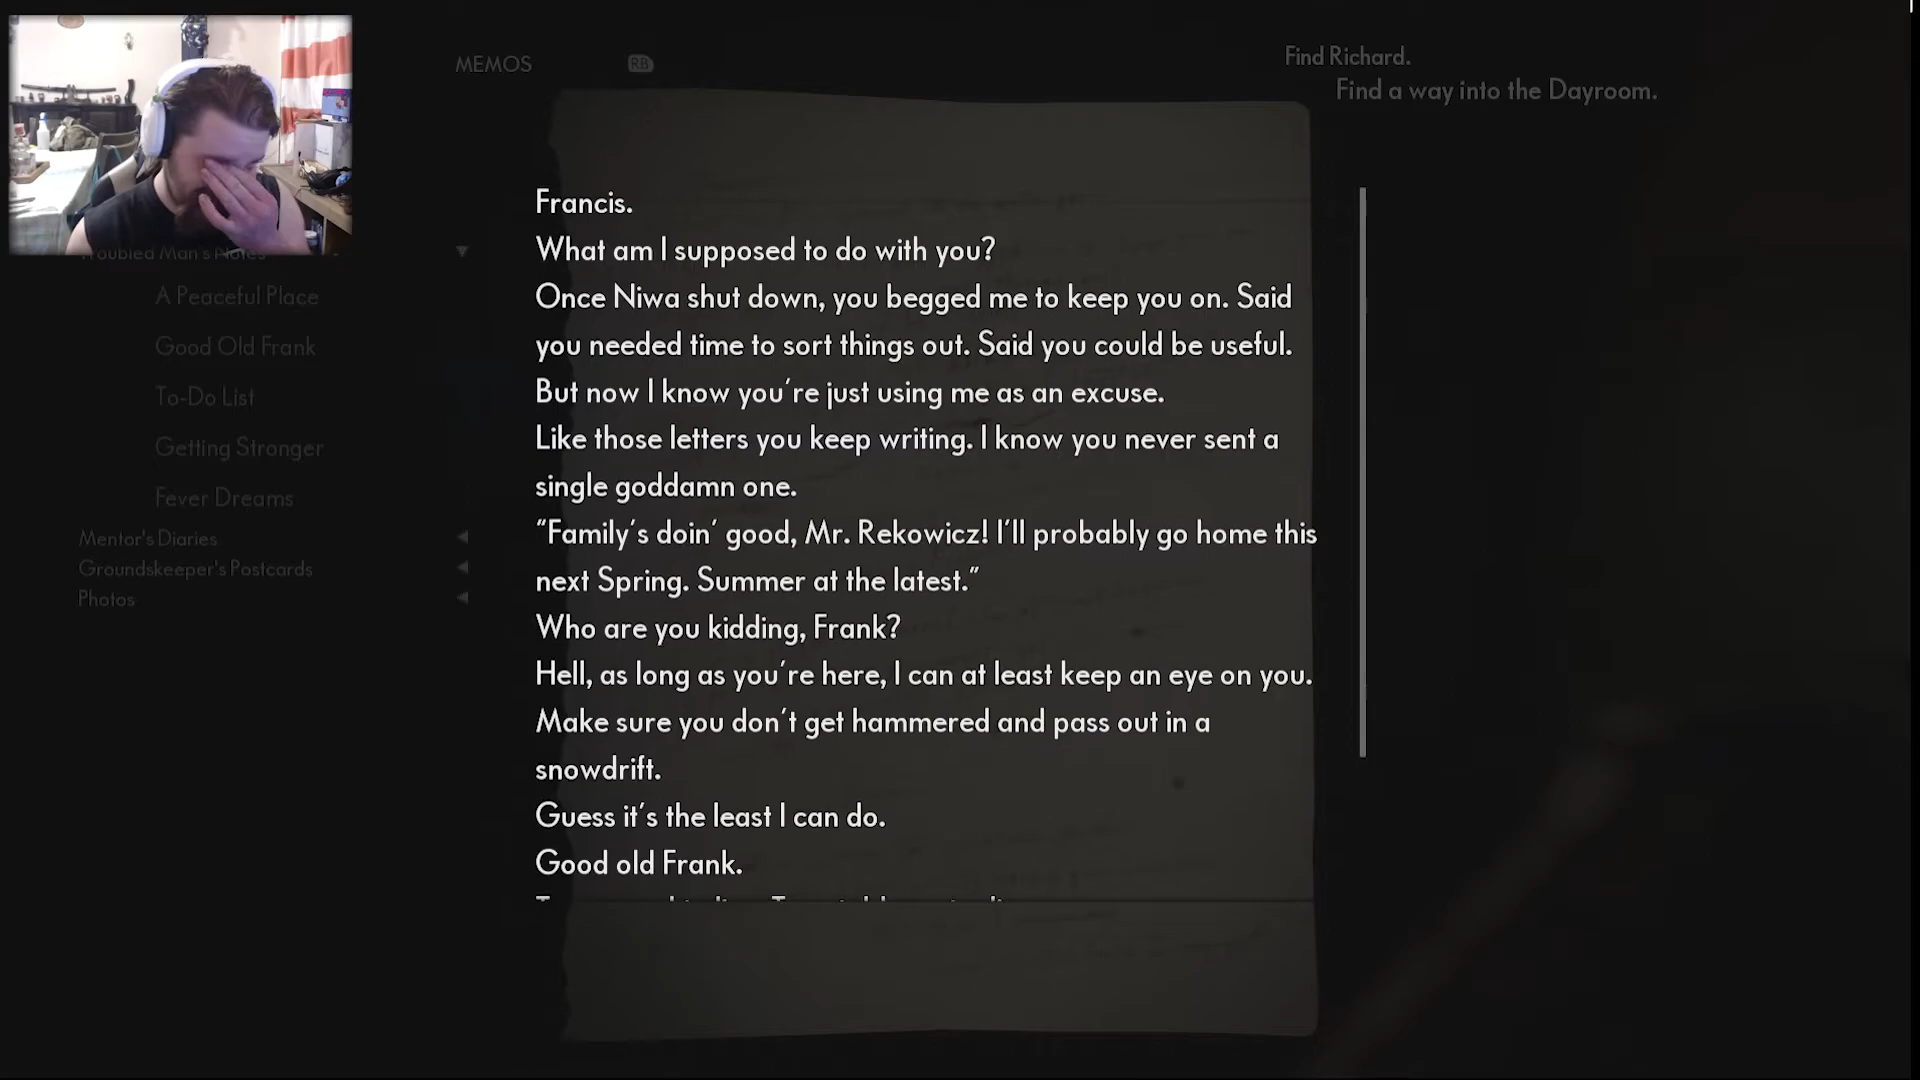 MEMOS
RB
Find Richard.
Find a way into the Dayroom.
Troubled Man's Notes
A Peaceful Place
Good Old Frank
To-Do List
Getting Stronger
Fever Dreams
Mentor's Diaries
Groundskeeper's Postcards
Photos
Francis.
What am I supposed to do with you?
Once Niwa shut down, you begged me to keep you on. Said
you needed time to sort things out. Said you could be useful.
But now I know you're just using me as an excuse.
Like those letters you keep writing. I know you never sent a
single goddamn one.
"Family's doin' good, Mr. Rekowicz! I'll probably go home this
next Spring. Summer at the latest."
Who are you kidding, Frank?
Hell, as long as you're here, I can at least keep an eye on you.
Make sure you don't get hammered and pass out in a
snowdrift.
Guess it's the least I can do.
Good old Frank.